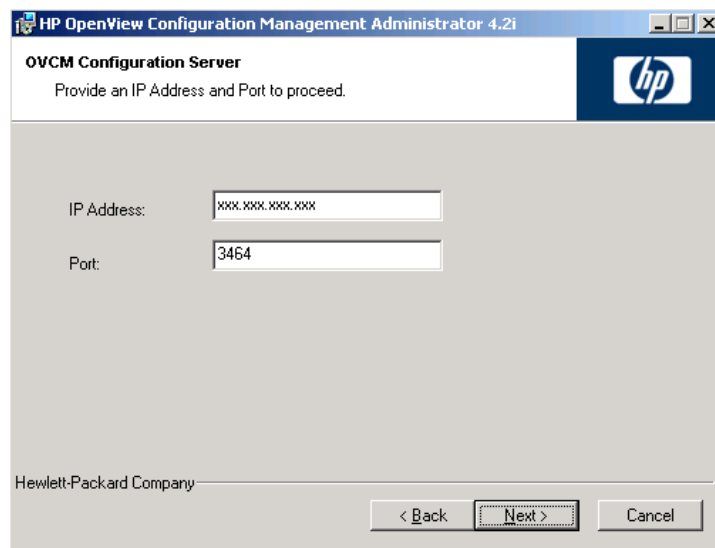 HP OpenView Configuration Management Administrator 4.2i
OVCM Configuration Server
Provide an IP Address and Port to proceed.
hp
IP Address:
xxx.xxx.xxx.xxx
Port:
3464
Hewlett-Packard Company
< Back
Next >
Cancel